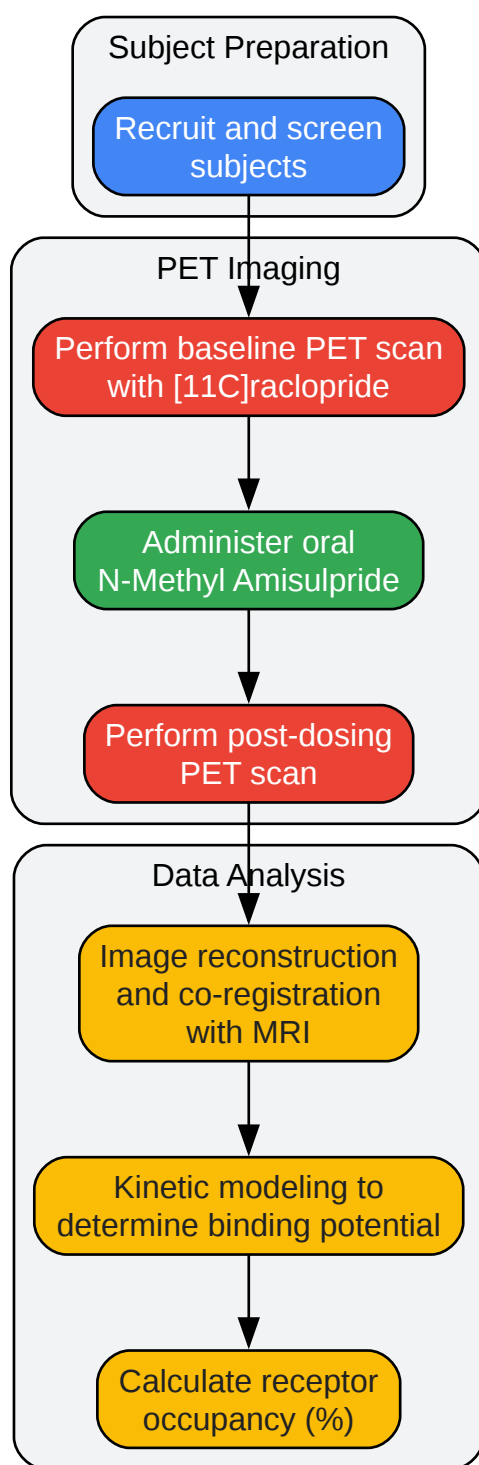 Subject Preparation
Recruit and screen
subjects
PET Imaging
Perform baseline PET scan
with [11C]raclopride
Administer oral
N-Methyl Amisulpride
Perform post-dosing
PET scan
Data Analysis
Image reconstruction
and co-registration
with MRI
Kinetic modeling to
determine binding potential
Calculate receptor
occupancy (%)